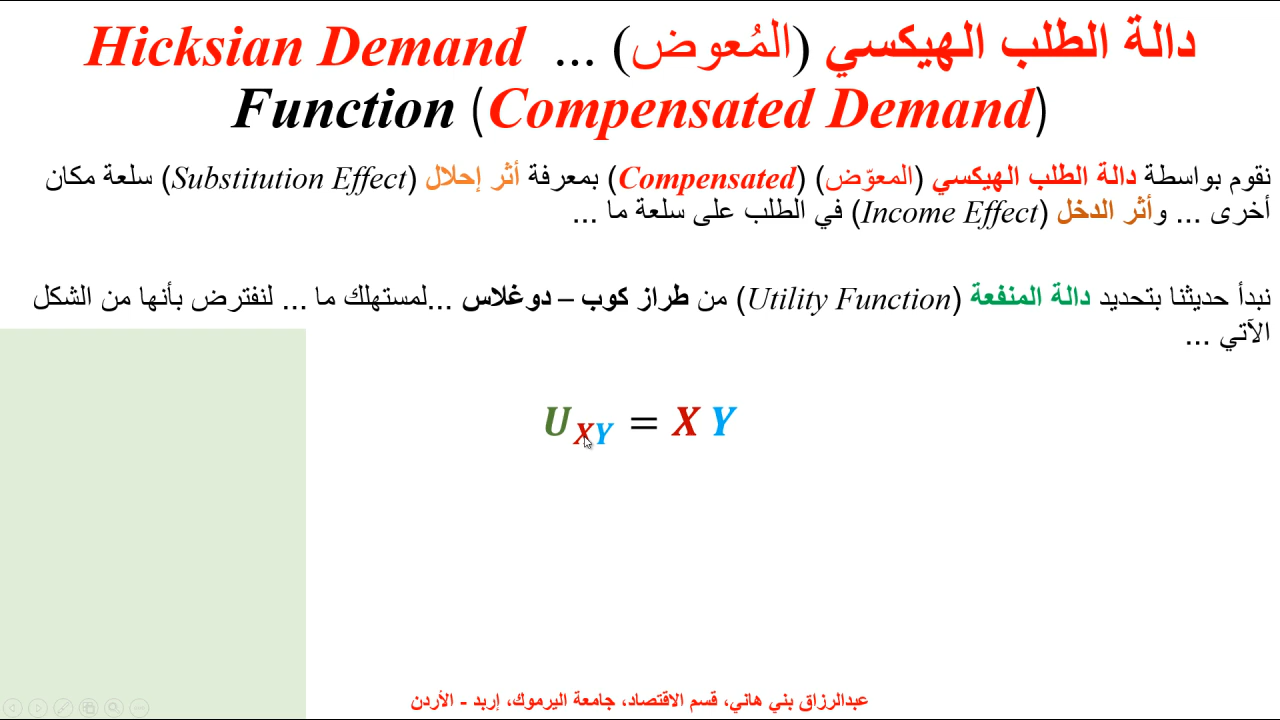 دالة الطلب الهيكسي (المُعوض) ... Hicksian Demand
Function (Compensated Demand)
نقوم بواسطة دالة الطلب الهيكسي (المعوّض) (Compensated) بمعرفة أثر إحلال (Substitution Effect) سلعة مكان
أخرى ... وأثر الدخل (Income Effect) في الطلب على سلعة ما ...
نبدأ حديثنا بتحديد دالة المنفعة (Utility Function) من طراز كوب – دوغلاس ...لمستهلك ما ... لنفترض بأنها من الشكل
الآتي ...
U_XY = X Y
عبدالرزاق بني هاني، قسم الاقتصاد، جامعة اليرموك، إربد - الأردن